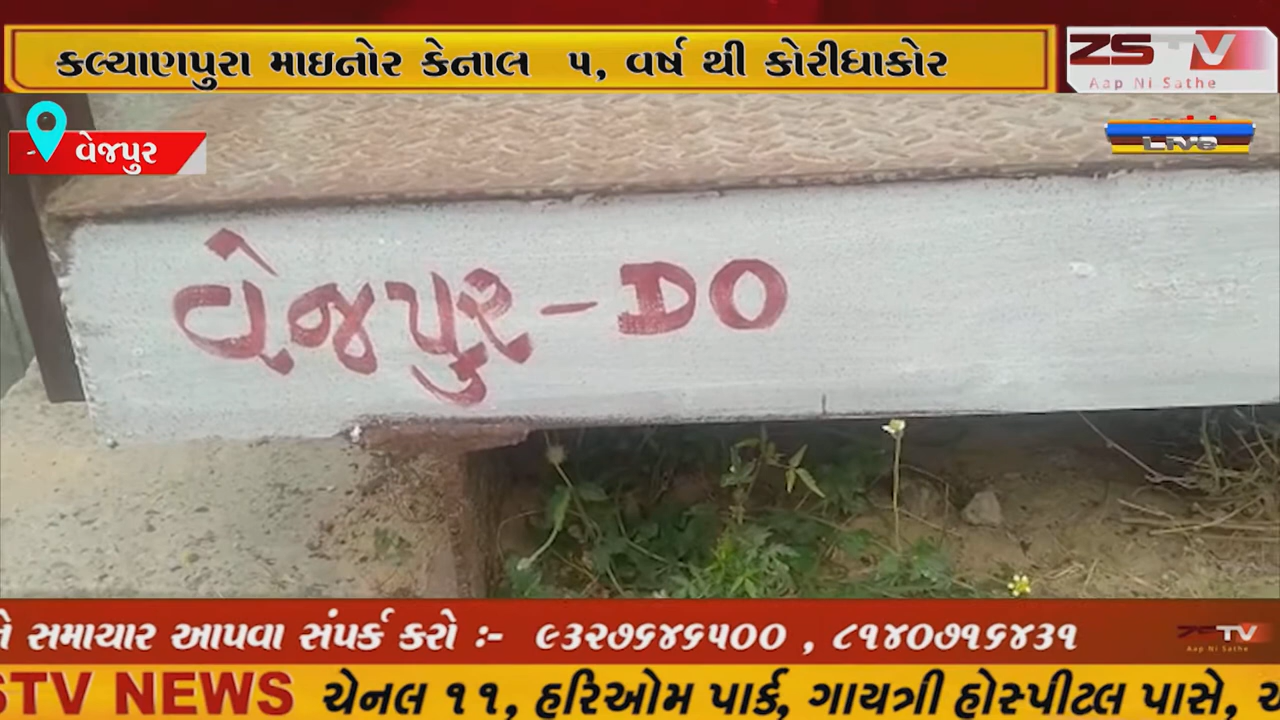 કલ્યાણપુરા માઇનોર કેનાલ ૫, વર્ષ થી કોરીધાકોર
ZSTV
Aap Ni Sathe
વેજપુર
Live
વેજપુર - DO
સમાચાર આપવા સંપર્ક કરો :- ૯૩૨૭૬૪૬૫૦૦ , ૮૧૪૦૭૧૬૪૩૧
ZSTV
Aap Ni Sathe
STV NEWS ચેનલ ૧૧, હરિઓમ પાર્ક, ગાયત્રી હોસ્પીટલ પાસે,